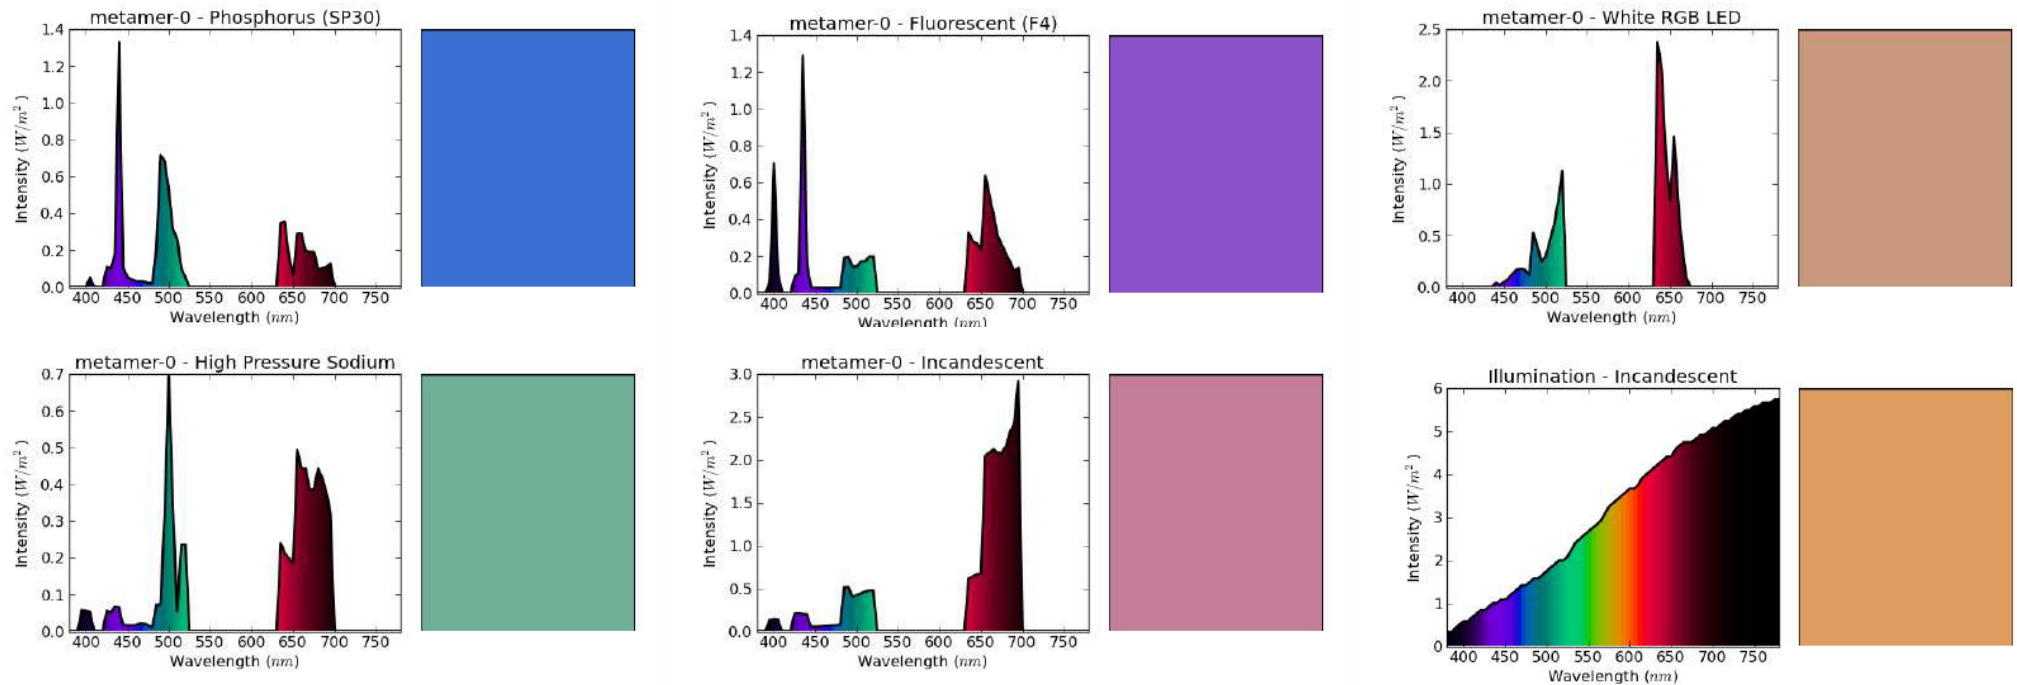 metamer-0 - Phosphorus (SP30)
1.4
1.2
1.0
0.8
0.6
0.4
0.2
0.0
Intensity (W/m² )
400 450 500 550 600 650 700 750
Wavelength (nm)
metamer-0 - Fluorescent (F4)
1.4
1.2
1.0
0.8
0.6
0.4
0.2
0.0
Intensity (W/m² )
400 450 500 550 600 650 700 750
Wavelength (nm)
metamer-0 - White RGB LED
2.5
2.0
1.5
1.0
0.5
0.0
Intensity (W/m² )
400 450 500 550 600 650 700 750
Wavelength (nm)
metamer-0 - High Pressure Sodium
0.7
0.6
0.5
0.4
0.3
0.2
0.1
0.0
Intensity (W/m² )
400 450 500 550 600 650 700 750
Wavelength (nm)
metamer-0 - Incandescent
3.0
2.5
2.0
1.5
1.0
0.5
0.0
Intensity (W/m² )
400 450 500 550 600 650 700 750
Wavelength (nm)
Illumination - Incandescent
6
5
4
3
2
1
0
Intensity (W/m² )
400 450 500 550 600 650 700 750
Wavelength (nm)